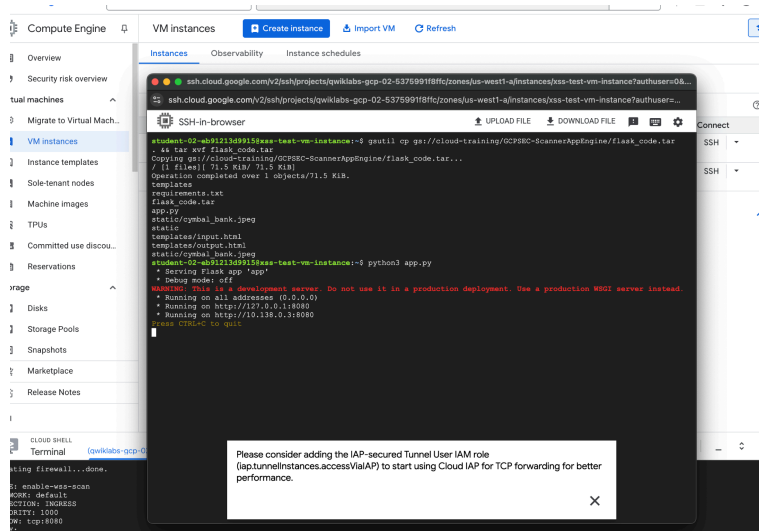 Compute Engine
VM instances
Create instance
Import VM
Refresh
Overview
Security risk overview
Migrate to Virtual Mach...
VM instances
Instance templates
Sole-tenant nodes
Machine images
TPUs
Committed use discou...
Reservations
Disks
Storage Pools
Snapshots
Marketplace
Release Notes
Instances
Observability
Instance schedules
ssh.cloud.google.com/v2/ssh/projects/qwiklabs-gcp-02-5375991f8ffc/zones/us-west1-a/instances/xss-test-vm-instance?authuser=0&...
ssh.cloud.google.com/v2/ssh/projects/qwiklabs-gcp-02-5375991f8ffc/zones/us-west1-a/instances/xss-test-vm-instance?authuser=...
SSH-in-browser
UPLOAD FILE
DOWNLOAD FILE
student-02-eb91213d9915@xss-test-vm-instance:~$ gsutil cp gs://cloud-training/GCPSEC-ScannerAppEngine/flask_code.tar
. && tar xvf flask_code.tar
Copying gs://cloud-training/GCPSEC-ScannerAppEngine/flask_code.tar...
/ [1 files][ 71.5 KiB/ 71.5 KiB]
Operation completed over 1 objects/71.5 KiB.
templates
requirements.txt
flask_code.tar
app.py
static/cymbal_bank.jpeg
static
templates/input.html
templates/output.html
static/cymbal_bank.jpeg
student-02-eb91213d9915@xss-test-vm-instance:~$ python3 app.py
* Serving Flask app 'app'
* Debug mode: off
WARNING: This is a development server. Do not use it in a production deployment. Use a production WSGI server instead.
* Running on all addresses (0.0.0.0)
* Running on http://127.0.0.1:8080
* Running on http://10.138.0.3:8080
Press CTRL+C to quit
Connect
SSH
SSH
Please consider adding the IAP-secured Tunnel User IAM role
(iap.tunnelInstances.accessViaIAP) to start using Cloud IAP for TCP forwarding for better
performance.
CLOUD SHELL
Terminal
(qwiklabs-gcp-0
ating firewall...done.
E: enable-wss-scan
WORK: default
ECTION: INGRESS
ORITY: 1000
OW: tcp:8080